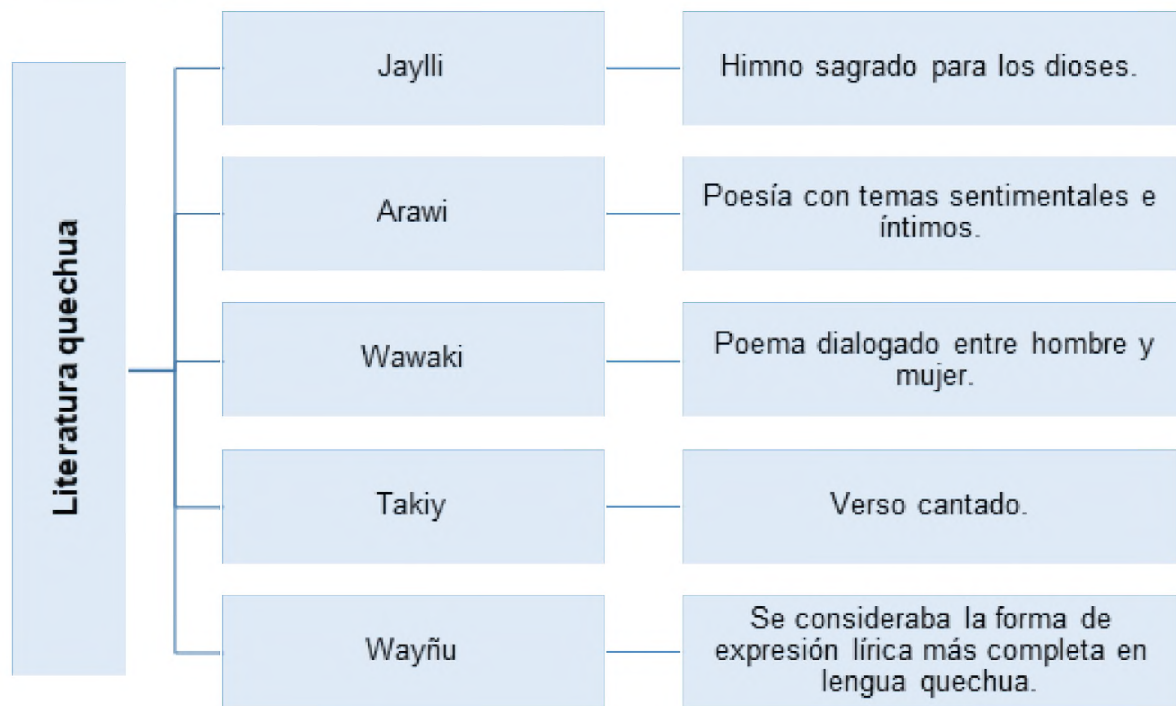 Literatura quechua
Jaylli
Himno sagrado para los dioses.
Arawi
Poesía con temas sentimentales e
íntimos.
Wawaki
Poema dialogado entre hombre y
mujer.
Takiy
Verso cantado.
Wayñu
Se consideraba la forma de
expresión lírica más completa en
lengua quechua.